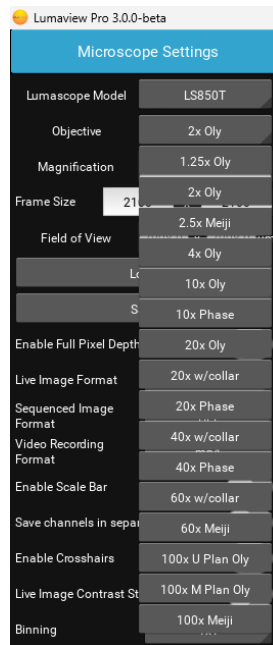 Lumaview Pro 3.0.0-beta
Microscope Settings
Lumascope Model LS850T
Objective 2x Oly
Magnification 1.25x Oly
2x Oly
Frame Size 21
2.5x Meiji
Field of View
4x Oly
Lo 10x Oly
S 10x Phase
Enable Full Pixel Depth 20x Oly
Live Image Format 20x w/collar
Sequenced Image
Format
20x Phase
Video Recording
Format
40x w/collar
40x Phase
Enable Scale Bar
60x w/collar
Save channels in separ 60x Meiji
Enable Crosshairs 100x U Plan Oly
Live Image Contrast St 100x M Plan Oly
Binning 100x Meiji